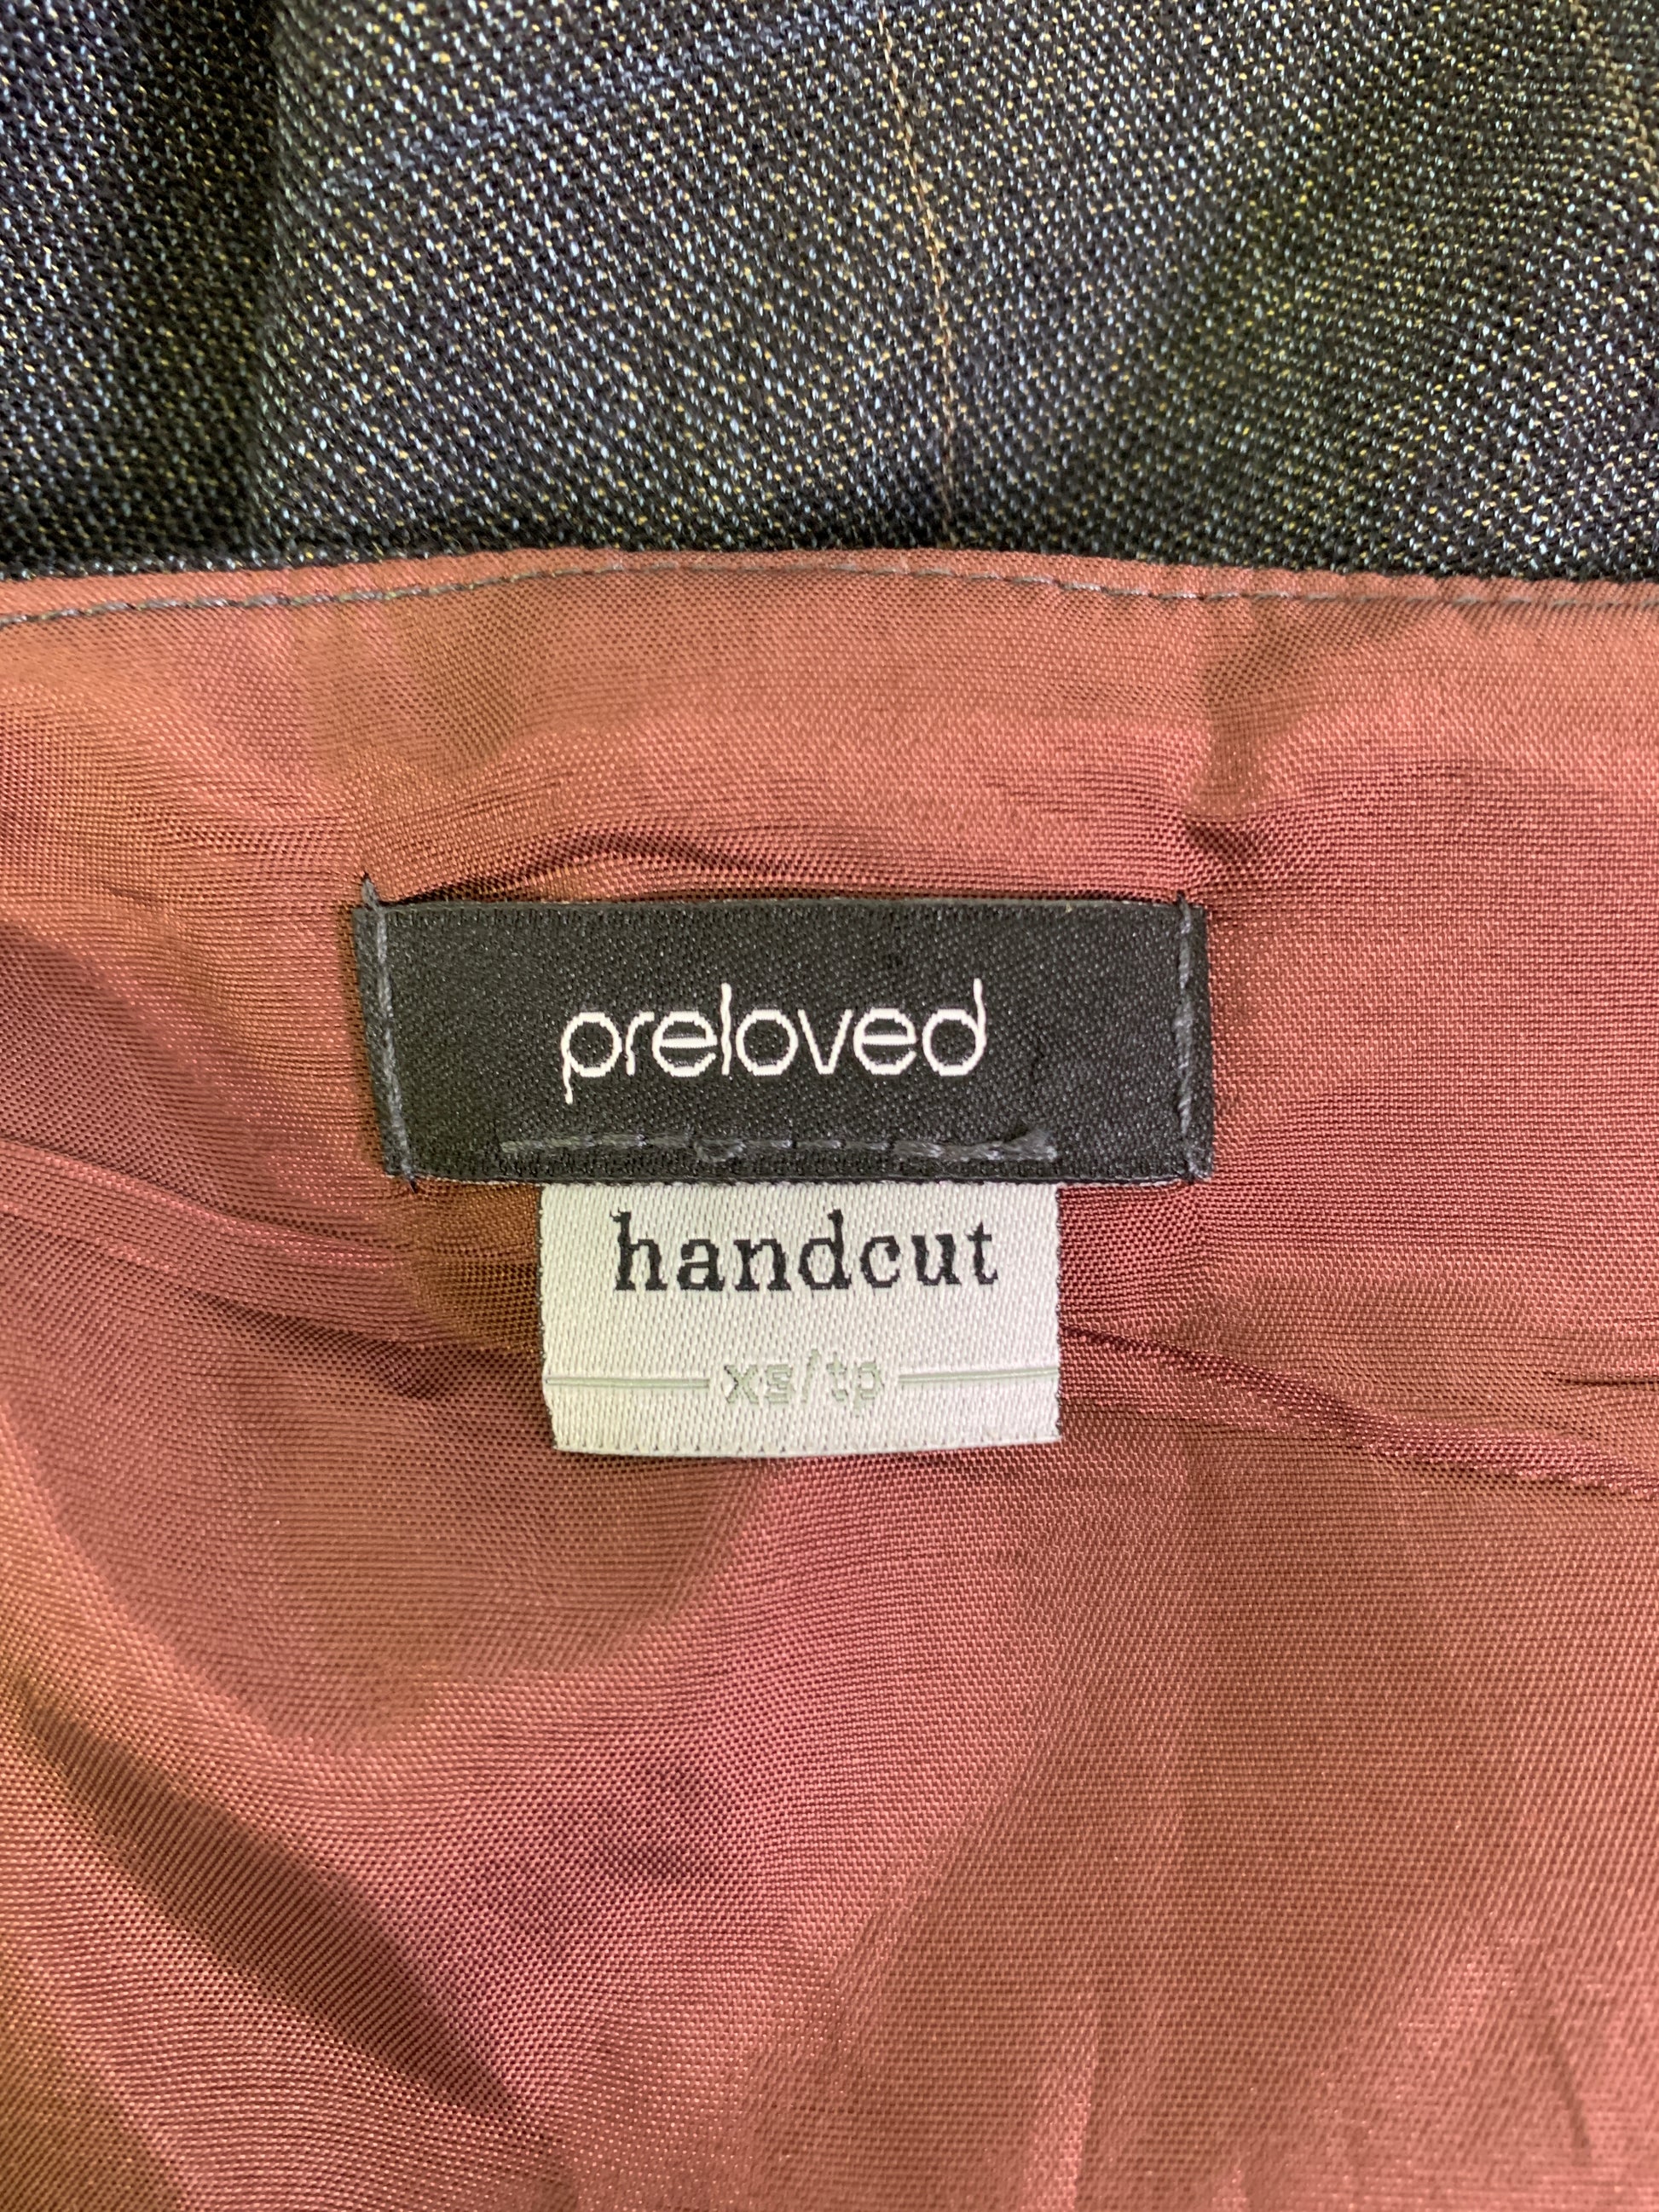 preloved
handcut
xs/tp